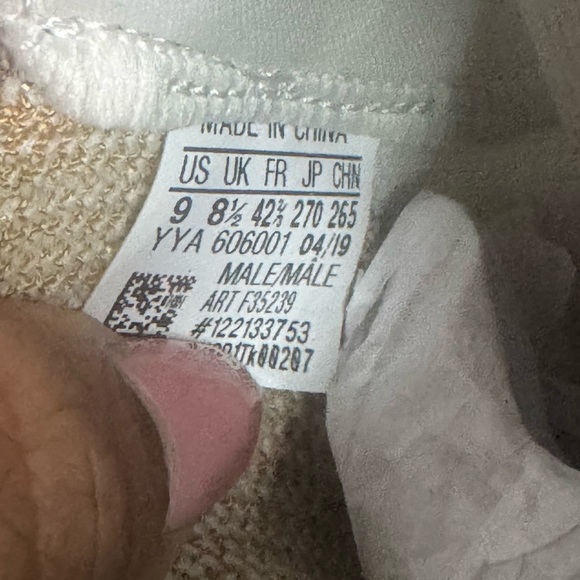 MADE IN CHINA
US UK FR JP CHN
9 8½ 42⅔ 270 265
YYA 606001 04/19
MALE/MÂLE
ART F35239
#122133753